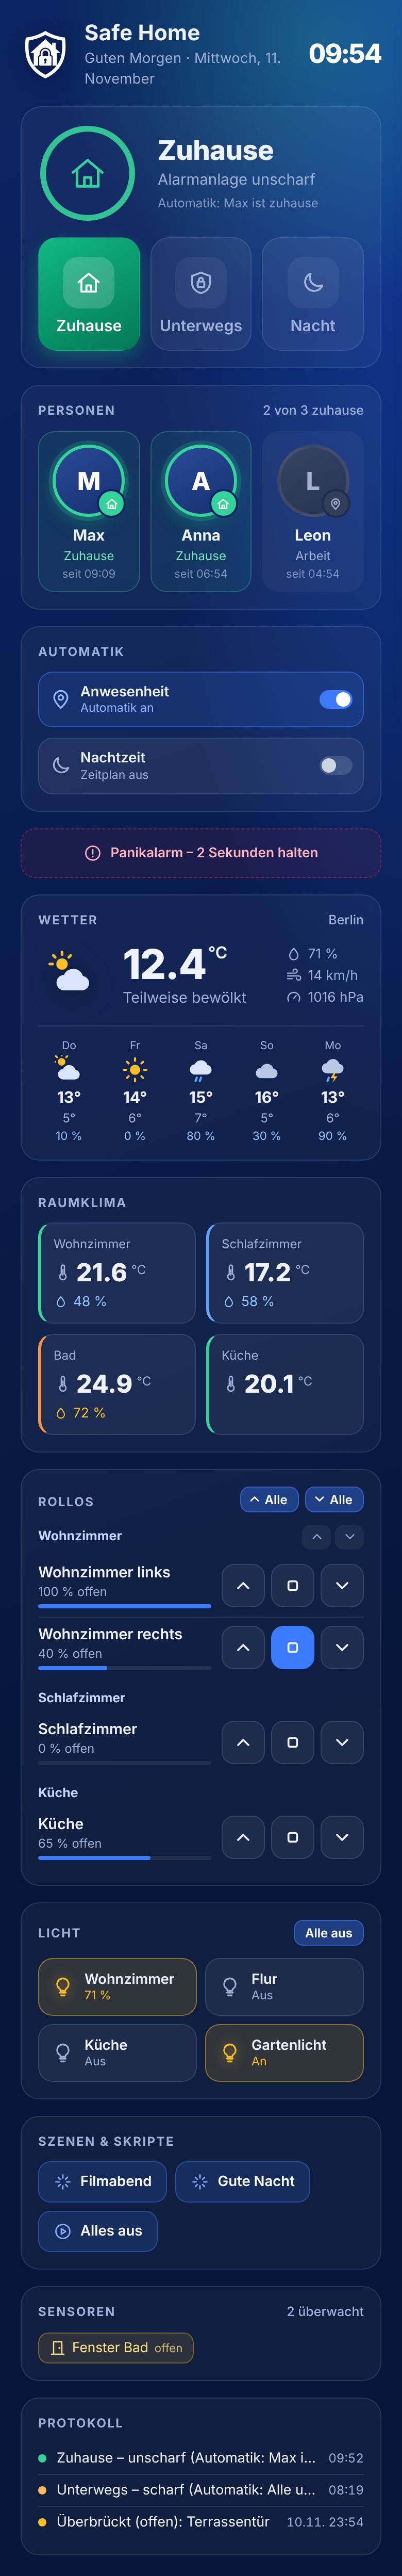 Safe Home
Guten Morgen · Mittwoch, 11.
November
09:54
Zuhause
Alarmanlage unscharf
Automatik: Max ist zuhause
Zuhause
Unterwegs
Nacht
PERSONEN
2 von 3 zuhause
M
A
L
Max
Anna
Leon
Zuhause
Zuhause
Arbeit
seit 09:09
seit 06:54
seit 04:54
AUTOMATIK
Anwesenheit
Automatik an
Nachtzeit
Zeitplan aus
Panikalarm – 2 Sekunden halten
WETTER
Berlin
12.4 °C
Teilweise bewölkt
71 %
14 km/h
1016 hPa
Do Fr Sa So Mo
13° 14° 15° 16° 13°
5° 6° 7° 5° 6°
10 % 0 % 80 % 30 % 90 %
RAUMKLIMA
Wohnzimmer
21.6 °C
48 %
Schlafzimmer
17.2 °C
58 %
Bad
24.9 °C
72 %
Küche
20.1 °C
ROLLOS
Alle
Alle
Wohnzimmer
Wohnzimmer links
100 % offen
Wohnzimmer rechts
40 % offen
Schlafzimmer
Schlafzimmer
0 % offen
Küche
Küche
65 % offen
LICHT
Alle aus
Wohnzimmer
71 %
Flur
Aus
Küche
Aus
Gartenlicht
An
SZENEN & SKRIPTE
Filmabend
Gute Nacht
Alles aus
SENSOREN
2 überwacht
Fenster Bad offen
PROTOKOLL
Zuhause – unscharf (Automatik: Max i... 09:52
Unterwegs – scharf (Automatik: Alle u... 08:19
Überbrückt (offen): Terrassentür 10.11. 23:54